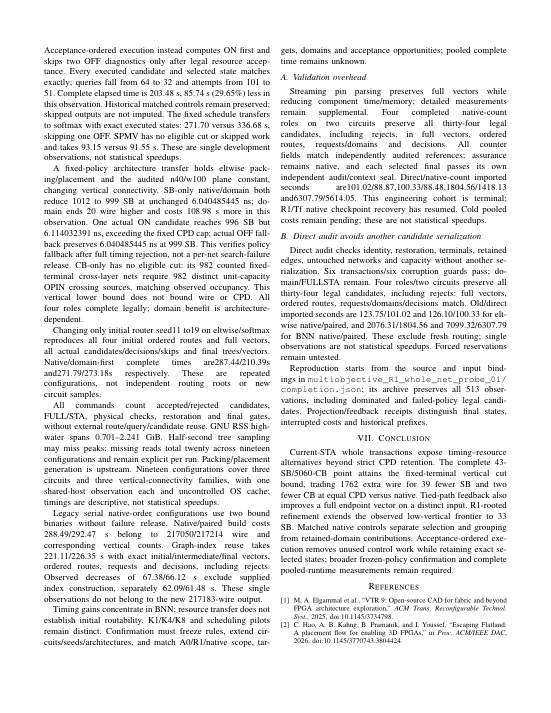 Acceptance-ordered execution instead computes ON first and
skips two OFF diagnostics only after legal resource accep-
tance. Every executed candidate and selected state matches
exactly; queries fall from 64 to 32 and attempts from 101 to
51. Complete elapsed time is 203.48 s, 85.74 s (29.65%) less in
this observation. Historical matched controls remain preserved;
skipped outputs are not imputed. The fixed schedule transfers
to softmax with exact executed states: 271.70 versus 336.68 s,
skipping one OFF. SPMV has no eligible cut or skipped work
and takes 93.15 versus 91.55 s. These are single development
observations, not statistical speedups.
A fixed-policy architecture transfer holds eltwise pack-
ing/placement and the audited n40/w100 plane constant,
changing vertical connectivity. SB-only native/domain both
reduce 1012 to 999 SB at unchanged 6.040485445 ns; do-
main ends 20 wire higher and costs 108.98 s more in this
observation. One actual ON candidate reaches 996 SB but
6.114032391 ns, exceeding the fixed CPD cap; actual OFF fall-
back preserves 6.040485445 ns at 999 SB. This verifies policy
fallback after full timing rejection, not a per-net search-failure
release. CB-only has no eligible cut: its 982 counted fixed-
terminal cross-layer nets require 982 distinct unit-capacity
OPIN crossing sources, matching observed occupancy. This
vertical lower bound does not bound wire or CPD. All
four roles complete legally; domain benefit is architecture-
dependent.
Changing only initial router seed11 to19 on eltwise/softmax
reproduces all four initial ordered routes and full vectors,
all actual candidates/decisions/skips and final trees/vectors.
Native/domain-first complete times are287.44/210.39s
and271.79/273.18s respectively. These are repeated
configurations, not independent routing roots or new
circuit samples.
All commands count accepted/rejected candidates,
FULL/STA, physical checks, restoration and final gates,
without external route/query/candidate reuse. GNU RSS high-
water spans 0.701–2.241 GiB. Half-second tree sampling
may miss peaks; missing reads total twenty across nineteen
configurations and remain explicit per run. Packing/placement
generation is upstream. Nineteen configurations cover three
circuits and three vertical-connectivity families, with one
shared-host observation each and uncontrolled OS cache;
timings are descriptive, not statistical speedups.
Legacy serial native-order configurations use two bound
binaries without failure release. Native/paired build costs
288.49/292.47 s belong to 217050/217214 wire and
corresponding vertical counts. Graph-index reuse takes
221.11/226.35 s with exact initial/intermediate/final vectors,
ordered routes, requests and decisions, including rejects.
Observed decreases of 67.38/66.12 s exclude supplied
index construction, separately 62.09/61.48 s. These single
observations do not belong to the new 217183-wire output.
Timing gains concentrate in BNN; resource transfer does not
establish initial routability. K1/K4/K8 and scheduling pilots
remain distinct. Confirmation must freeze rules, extend cir-
cuits/seeds/architectures, and match A0/R1/native scope, tar-
gets, domains and acceptance opportunities; pooled complete
time remains unknown.
A. Validation overhead
Streaming pin parsing preserves full vectors while
reducing component time/memory; detailed measurements
remain supplemental. Four completed native-count
roles on two circuits preserve all thirty-four legal
candidates, including rejects, in full vectors, ordered
routes, requests/domains and decisions. All counter
fields match independently audited references; assurance
remains native, and each selected final passes its own
independent audit/context seal. Direct/native-count imported
seconds are101.02/88.87,100.33/88.48,1804.56/1418.13
and6307.79/5614.05. This engineering cohort is terminal;
R1/Tf native checkpoint recovery has resumed. Cold pooled
costs remain pending; these are not statistical speedups.
B. Direct audit avoids another candidate serialization
Direct audit checks identity, restoration, terminals, retained
edges, untouched networks and capacity without another se-
rialization. Six transactions/six corruption guards pass; do-
main/FULLSTA remain. Four roles/two circuits preserve all
thirty-four legal candidates, including rejects: full vectors,
ordered routes, requests/domains/decisions match. Old/direct
imported seconds are 123.75/101.02 and 126.10/100.33 for elt-
wise native/paired, and 2076.31/1804.56 and 7099.32/6307.79
for BNN native/paired. These exclude fresh routing; single
observations are not statistical speedups. Forced reservations
remain untested.
Reproduction starts from the source and input bind-
ings in multiobjective_R1_whole_net_probe_01/
completion.json; its archive preserves all 513 obser-
vations, including dominated and failed-policy legal candi-
dates. Projection/feedback receipts distinguish final states,
interrupted costs and historical prefixes.
VII. CONCLUSION
Current-STA whole transactions expose timing–resource
alternatives beyond strict CPD retention. The complete 43-
SB/5060-CB point attains the fixed-terminal vertical cut
bound, trading 1762 extra wire for 39 fewer SB and two
fewer CB at equal CPD versus native. Tied-path feedback also
improves a full endpoint vector on a distinct input. R1-rooted
refinement extends the observed low-vertical frontier to 33
SB. Matched native controls separate selection and grouping
from retained-domain contributions. Acceptance-ordered exe-
cution removes unused control work while retaining exact se-
lected states; broader frozen-policy confirmation and complete
pooled-runtime measurements remain required.
REFERENCES
[1] M. A. Elgammal et al., “VTR 9: Open-source CAD for fabric and beyond
FPGA architecture exploration,” ACM Trans. Reconfigurable Technol.
Syst., 2025, doi:10.1145/3734798.
[2] C. Hao, A. B. Kahng, B. Pramanik, and I. Youssef, “Escaping Flatland:
A placement flow for enabling 3D FPGAs,” in Proc. ACM/IEEE DAC,
2026, doi:10.1145/3770743.3804424.